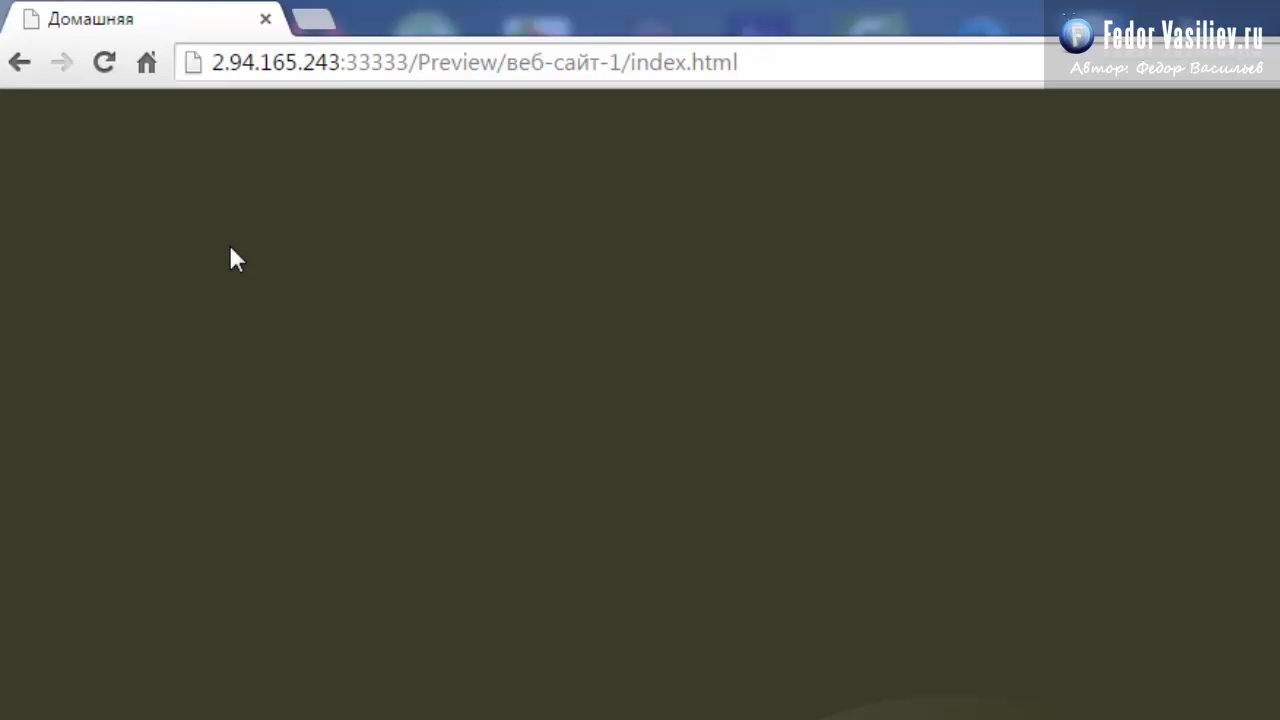 Домашняя
2.94.165.243:33333/Preview/веб-сайт-1/index.html
Fedor Vasiliev.ru
Автор: Федор Васильев